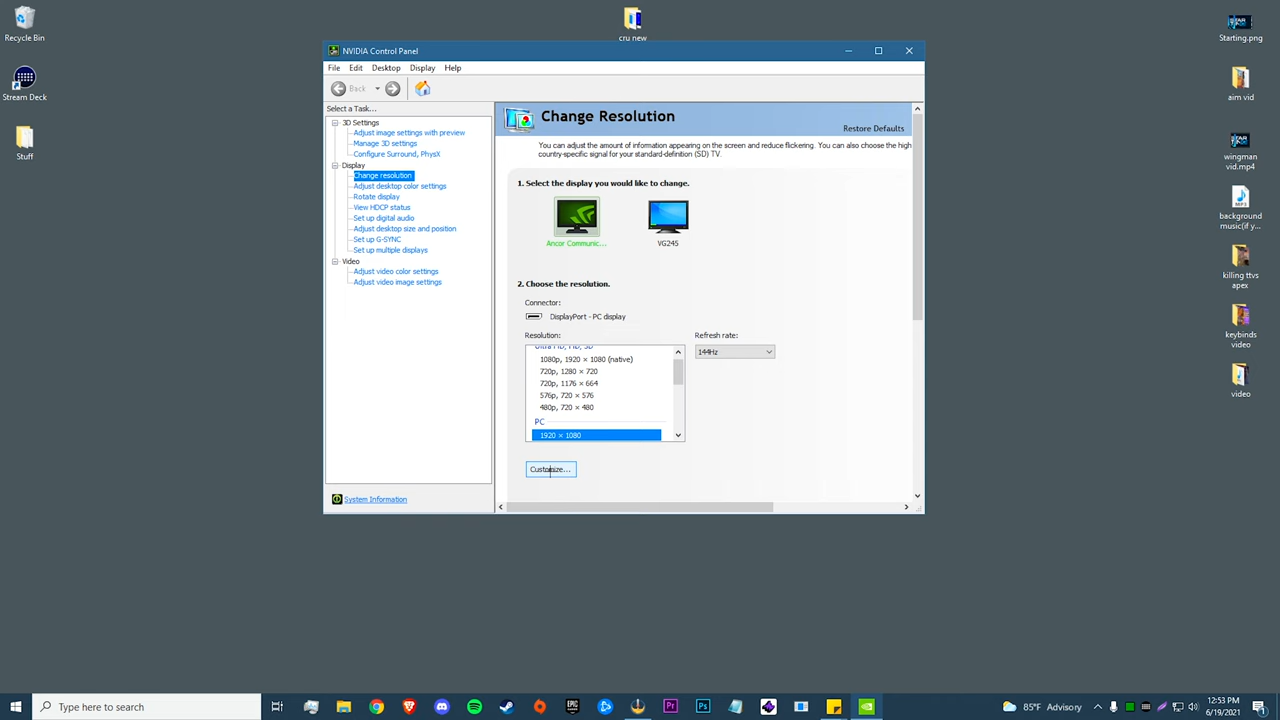 Recycle Bin
Stream Deck
Stuff
cru new
Starting.png
aim vid
wingman
vid.mp4
background
music(if y...
killing ttvs
apex
keybinds
video
video
NVIDIA Control Panel
File Edit Desktop Display Help
Back
Select a Task...
3D Settings
Adjust image settings with preview
Manage 3D settings
Configure Surround, PhysX
Display
Change resolution
Adjust desktop color settings
Rotate display
View HDCP status
Set up digital audio
Adjust desktop size and position
Set up G-SYNC
Set up multiple displays
Video
Adjust video color settings
Adjust video image settings
System Information
Change Resolution
Restore Defaults
You can adjust the amount of information appearing on the screen and reduce flickering. You can also choose the high
country-specific signal for your standard-definition (SD) TV.
1. Select the display you would like to change.
Ancor Communic...
VG245
2. Choose the resolution.
Connector:
DisplayPort - PC display
Resolution:
Refresh rate:
144Hz
Ultra HD, HD, SD
1080p, 1920 × 1080 (native)
720p, 1280 × 720
720p, 1176 × 664
576p, 720 × 576
480p, 720 × 480
PC
1920 × 1080
Customize...
Type here to search
85°F Advisory
12:53 PM
6/19/2021